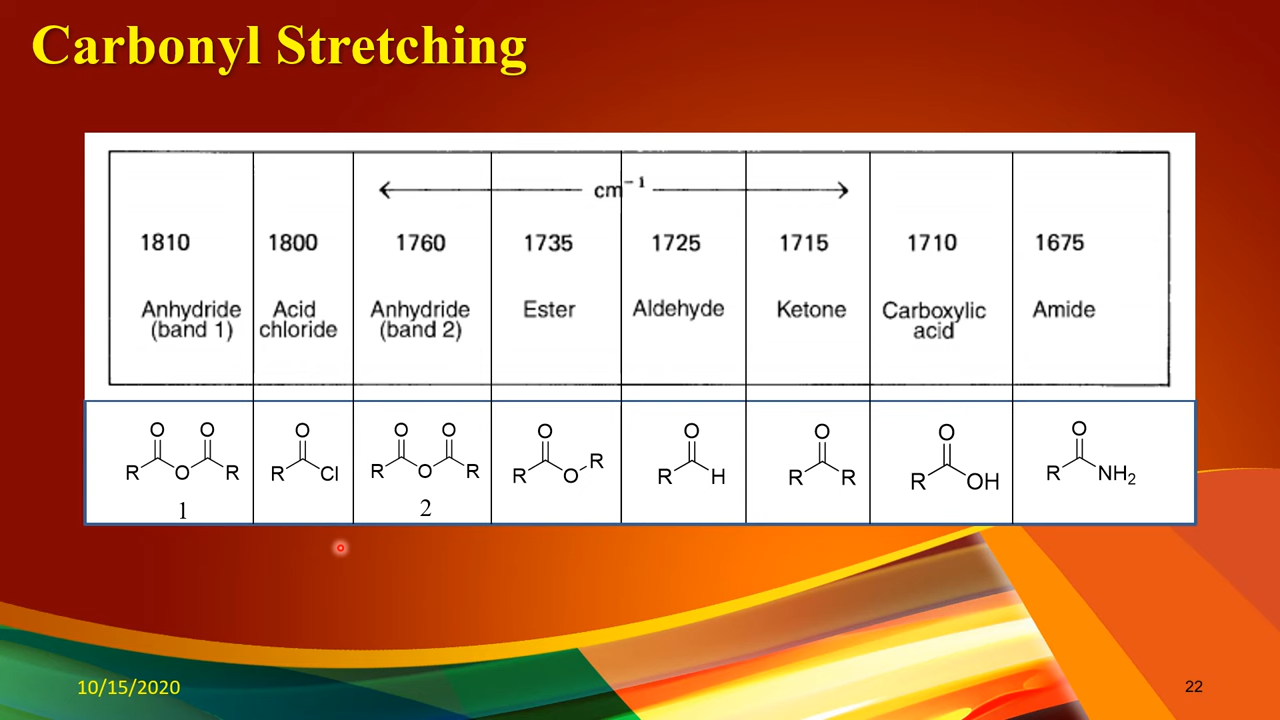 Carbonyl Stretching
cm⁻¹
1810 1800 1760 1735 1725 1715 1710 1675
Anhydride Acid Anhydride Ester Aldehyde Ketone Carboxylic Amide
(band 1) chloride (band 2) acid
O O O O O O O O O O
R O R R Cl R O R R O R R H R R R OH R NH₂
1 2
10/15/2020 22